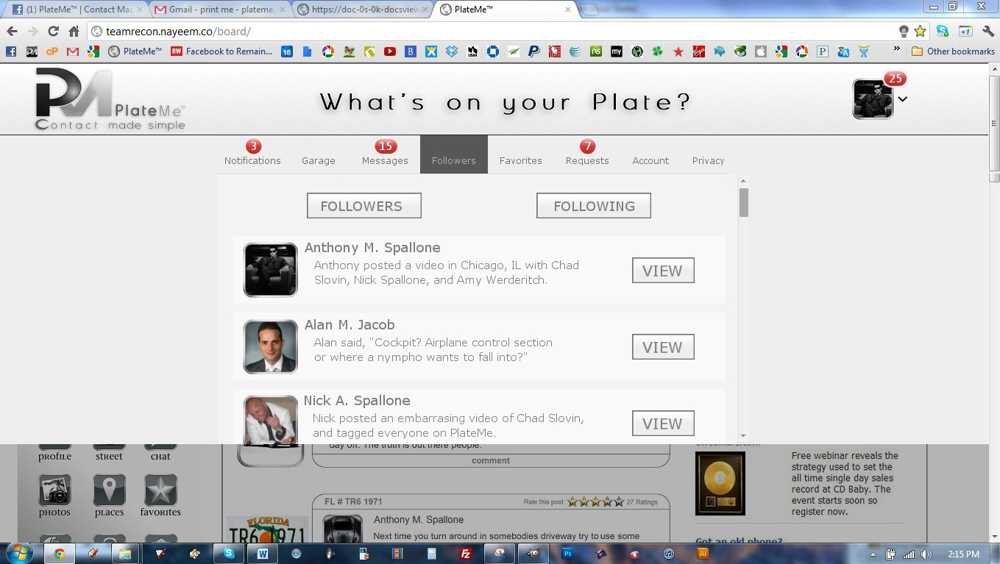 (1) PlateMe™ | Contact Mac
Gmail - print me - plateme.
https://doc-0s-0k-docsview
PlateMe™
teamrecon.nayeem.co/board/
PlateMe™
BW Facebook to Remain...
16
Other bookmarks
PM PlateMe™
Contact made simple
What's on your Plate?
25
3
15
7
Notifications
Garage
Messages
Followers
Favorites
Requests
Account
Privacy
FOLLOWERS
FOLLOWING
Anthony M. Spallone
Anthony posted a video in Chicago, IL with Chad
Slovin, Nick Spallone, and Amy Werderitch.
VIEW
Alan M. Jacob
Alan said, "Cockpit? Airplane control section
or where a nympho wants to fall into?"
VIEW
Nick A. Spallone
Nick posted an embarrasing video of Chad Slovin,
and tagged everyone on PlateMe.
VIEW
day off. The truth is out there people.
comment
PROFILE
STREET
CHAT
PHOTOS
PLACES
FAVORITES
FL # TR6 1971
Rate this post
27 Ratings
FLORIDA
TR6 1971
Anthony M. Spallone
Next time you turn around in somebodies driveway try to use some
ewebinars.com
Free webinar reveals the
strategy used to set the
all time single day sales
record at CD Baby. The
event starts soon so
register now.
Got an old phone?
2:15 PM